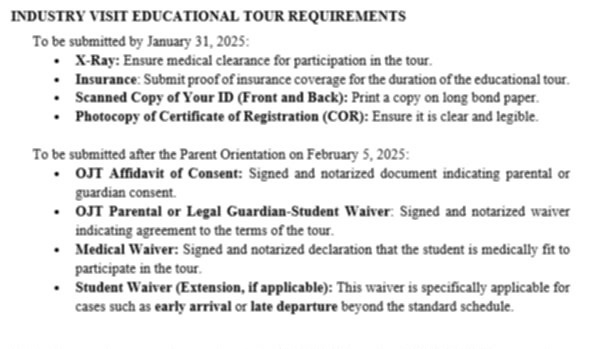 INDUSTRY VISIT EDUCATIONAL TOUR REQUIREMENTS
To be submitted by January 31, 2025:
• X-Ray: Ensure medical clearance for participation in the tour.
• Insurance: Submit proof of insurance coverage for the duration of the educational tour.
• Scanned Copy of Your ID (Front and Back): Print a copy on long bond paper.
• Photocopy of Certificate of Registration (COR): Ensure it is clear and legible.
To be submitted after the Parent Orientation on February 5, 2025:
• OJT Affidavit of Consent: Signed and notarized document indicating parental or
guardian consent.
• OJT Parental or Legal Guardian-Student Waiver: Signed and notarized waiver
indicating agreement to the terms of the tour.
• Medical Waiver: Signed and notarized declaration that the student is medically fit to
participate in the tour.
• Student Waiver (Extension, if applicable): This waiver is specifically applicable for
cases such as early arrival or late departure beyond the standard schedule.